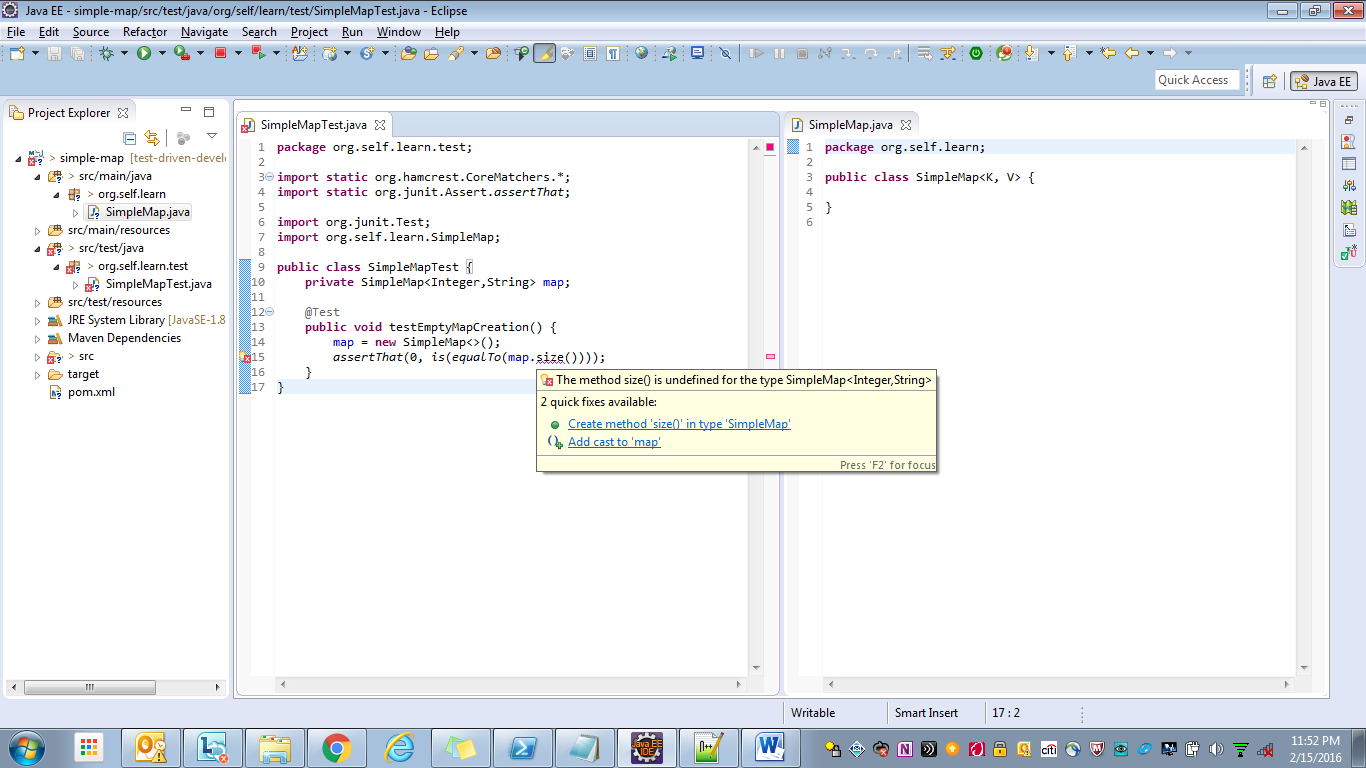 Java EE - simple-map/src/test/java/org/self/learn/test/SimpleMapTest.java - Eclipse
File Edit Source Refactor Navigate Search Project Run Window Help
Quick Access
Java EE
Project Explorer
> simple-map [test-driven-develo
> src/main/java
> org.self.learn
SimpleMap.java
src/main/resources
> src/test/java
> org.self.learn.test
SimpleMapTest.java
src/test/resources
JRE System Library [JavaSE-1.8
Maven Dependencies
> src
target
pom.xml
SimpleMapTest.java
1 package org.self.learn.test;
2
3 import static org.hamcrest.CoreMatchers.*;
4 import static org.junit.Assert.assertThat;
5
6 import org.junit.Test;
7 import org.self.learn.SimpleMap;
8
9 public class SimpleMapTest {
10 private SimpleMap<Integer,String> map;
11
12 @Test
13 public void testEmptyMapCreation() {
14 map = new SimpleMap<>();
15 assertThat(0, is(equalTo(map.size())));
16 }
17 }
The method size() is undefined for the type SimpleMap<Integer,String>
2 quick fixes available:
Create method 'size()' in type 'SimpleMap'
Add cast to 'map'
Press 'F2' for focus
SimpleMap.java
1 package org.self.learn;
2
3 public class SimpleMap<K, V> {
4
5 }
6
Writable Smart Insert 17 : 2
11:52 PM
2/15/2016